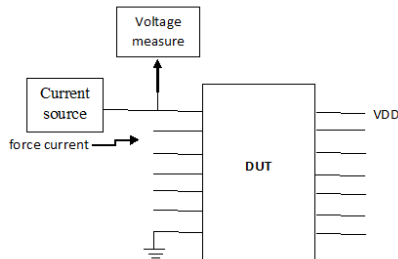 Voltage
measure
Current
source
VDD
force current
DUT